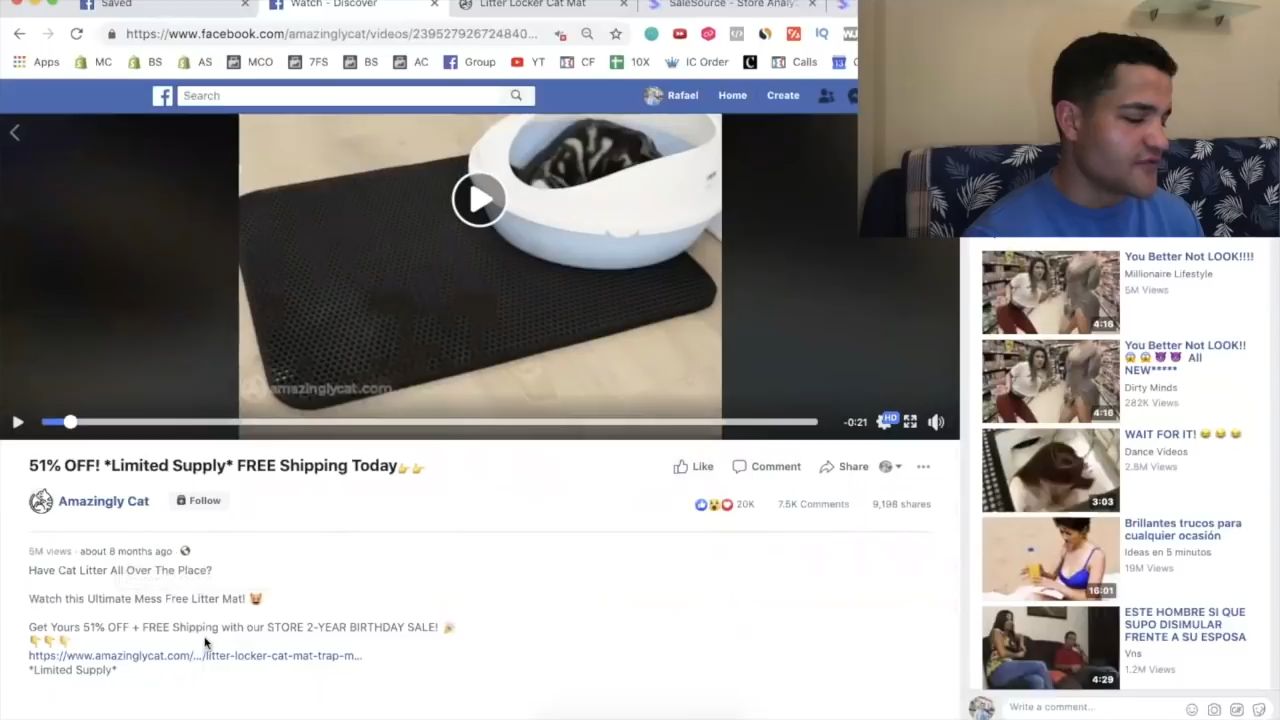 Saved
Watch - Discover
Litter Locker Cat Mat
SaleSource - Store Analy
https://www.facebook.com/amazinglycat/videos/239527926724840...
Apps
MC
BS
AS
MCO
7FS
BS
AC
Group
YT
CF
10X
IC Order
Calls
Search
Rafael
Home
Create
amazinglycat.com
-0:21
HD
51% OFF! *Limited Supply* FREE Shipping Today
Like
Comment
Share
Amazingly Cat
Follow
20K
7.5K Comments
9,198 shares
5M views · about 8 months ago
Have Cat Litter All Over The Place?
Watch this Ultimate Mess Free Litter Mat!
Get Yours 51% OFF + FREE Shipping with our STORE 2-YEAR BIRTHDAY SALE!
https://www.amazinglycat.com/.../litter-locker-cat-mat-trap-m...
*Limited Supply*
You Better Not LOOK!!!!
Millionaire Lifestyle
5M Views
4:16
You Better Not LOOK!!
All
NEW*****
Dirty Minds
282K Views
4:16
WAIT FOR IT!
Dance Videos
2.8M Views
3:03
Brillantes trucos para
cualquier ocasión
Ideas en 5 minutos
19M Views
16:01
ESTE HOMBRE SI QUE
SUPO DISIMULAR
FRENTE A SU ESPOSA
Vns
1.2M Views
4:29
Write a comment...